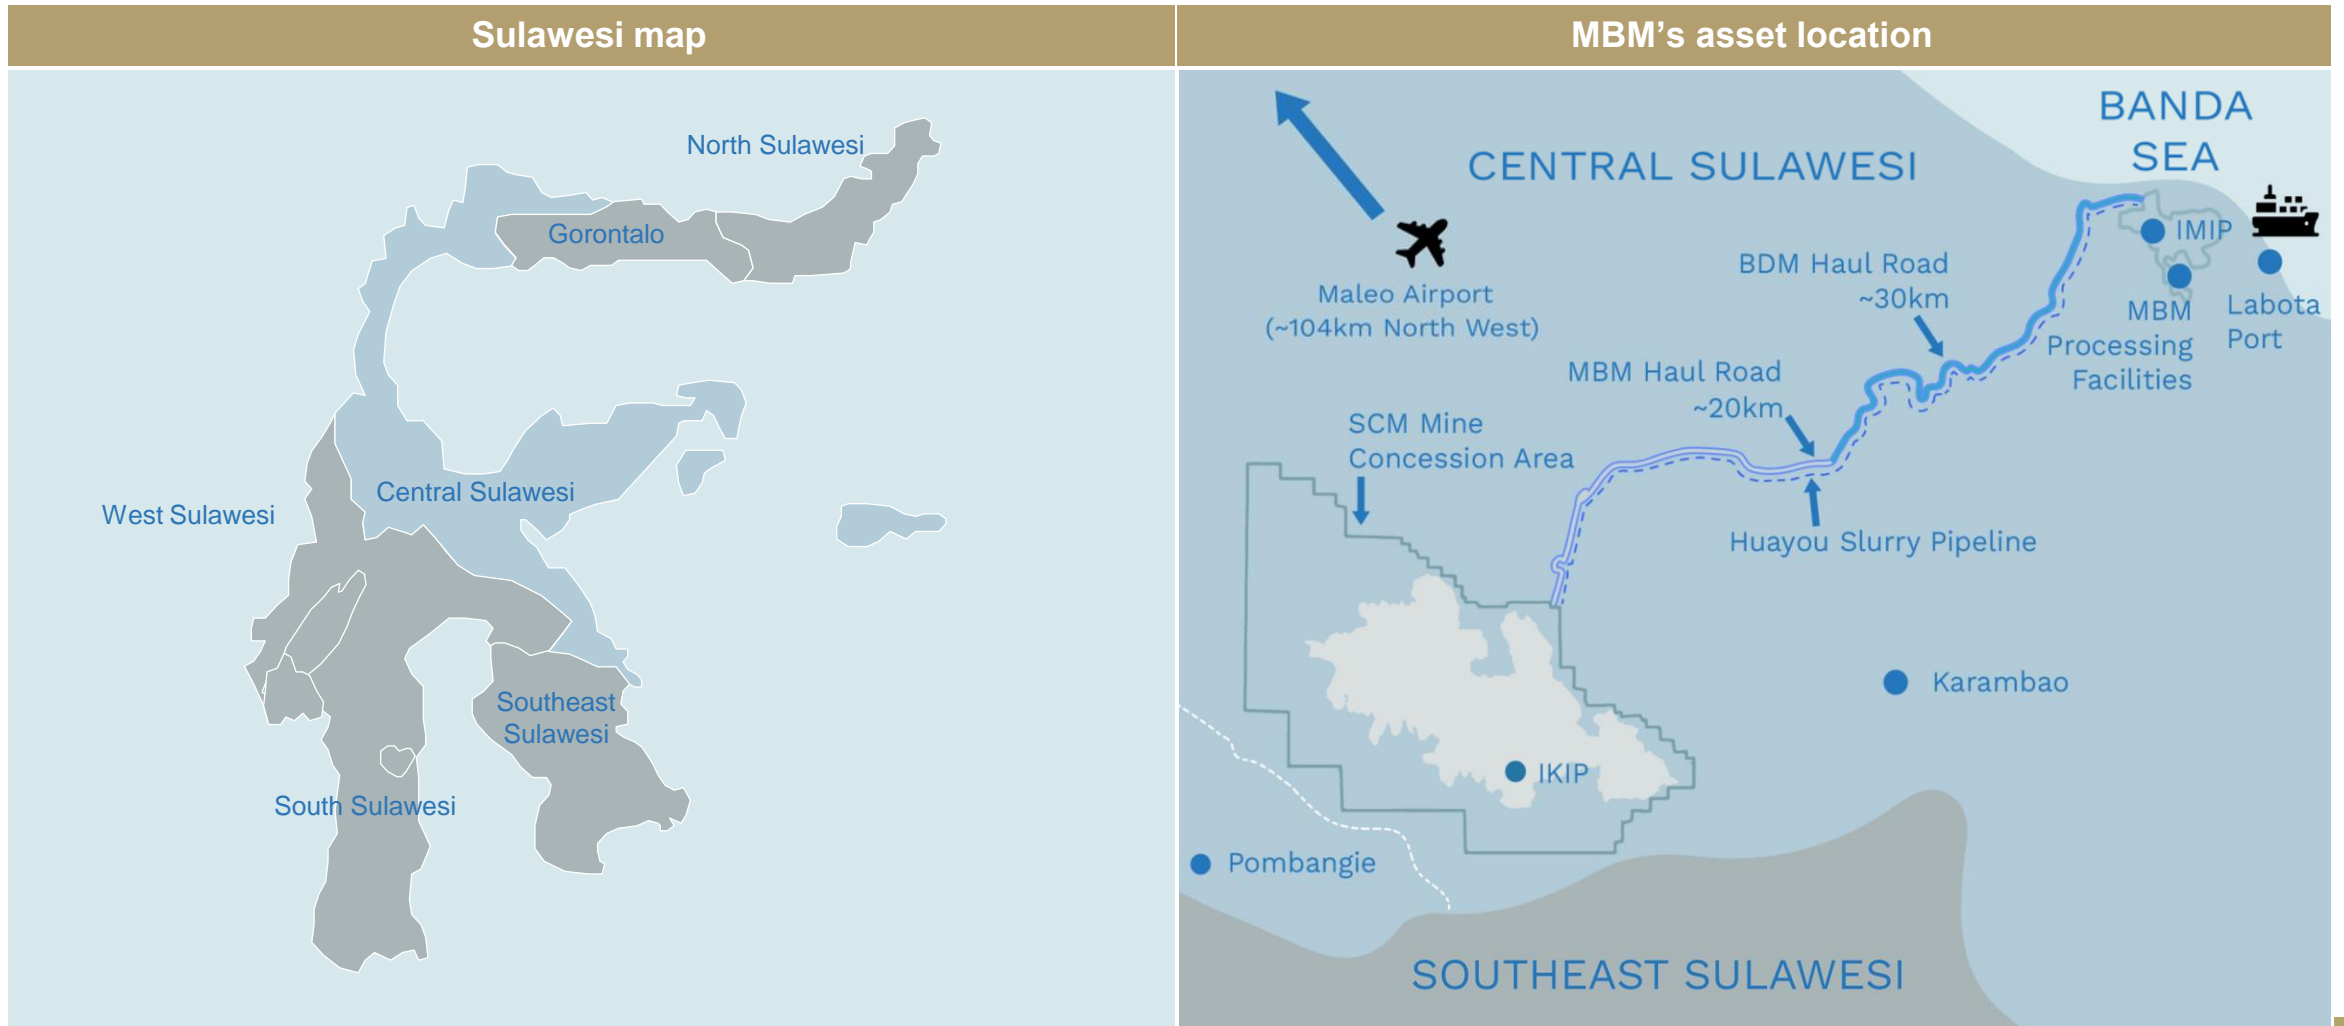 Sulawesi map
North Sulawesi
Gorontalo
Central Sulawesi
West Sulawesi
Southeast
Sulawesi
South Sulawesi
MBM’s asset location
BANDA
SEA
CENTRAL SULAWESI
IMIP
BDM Haul Road
~30km
Maleo Airport
(~104km North West)
MBM
Processing
Facilities
Labota
Port
MBM Haul Road
~20km
SCM Mine
Concession Area
Huayou Slurry Pipeline
Karambao
IKIP
Pombangie
SOUTHEAST SULAWESI